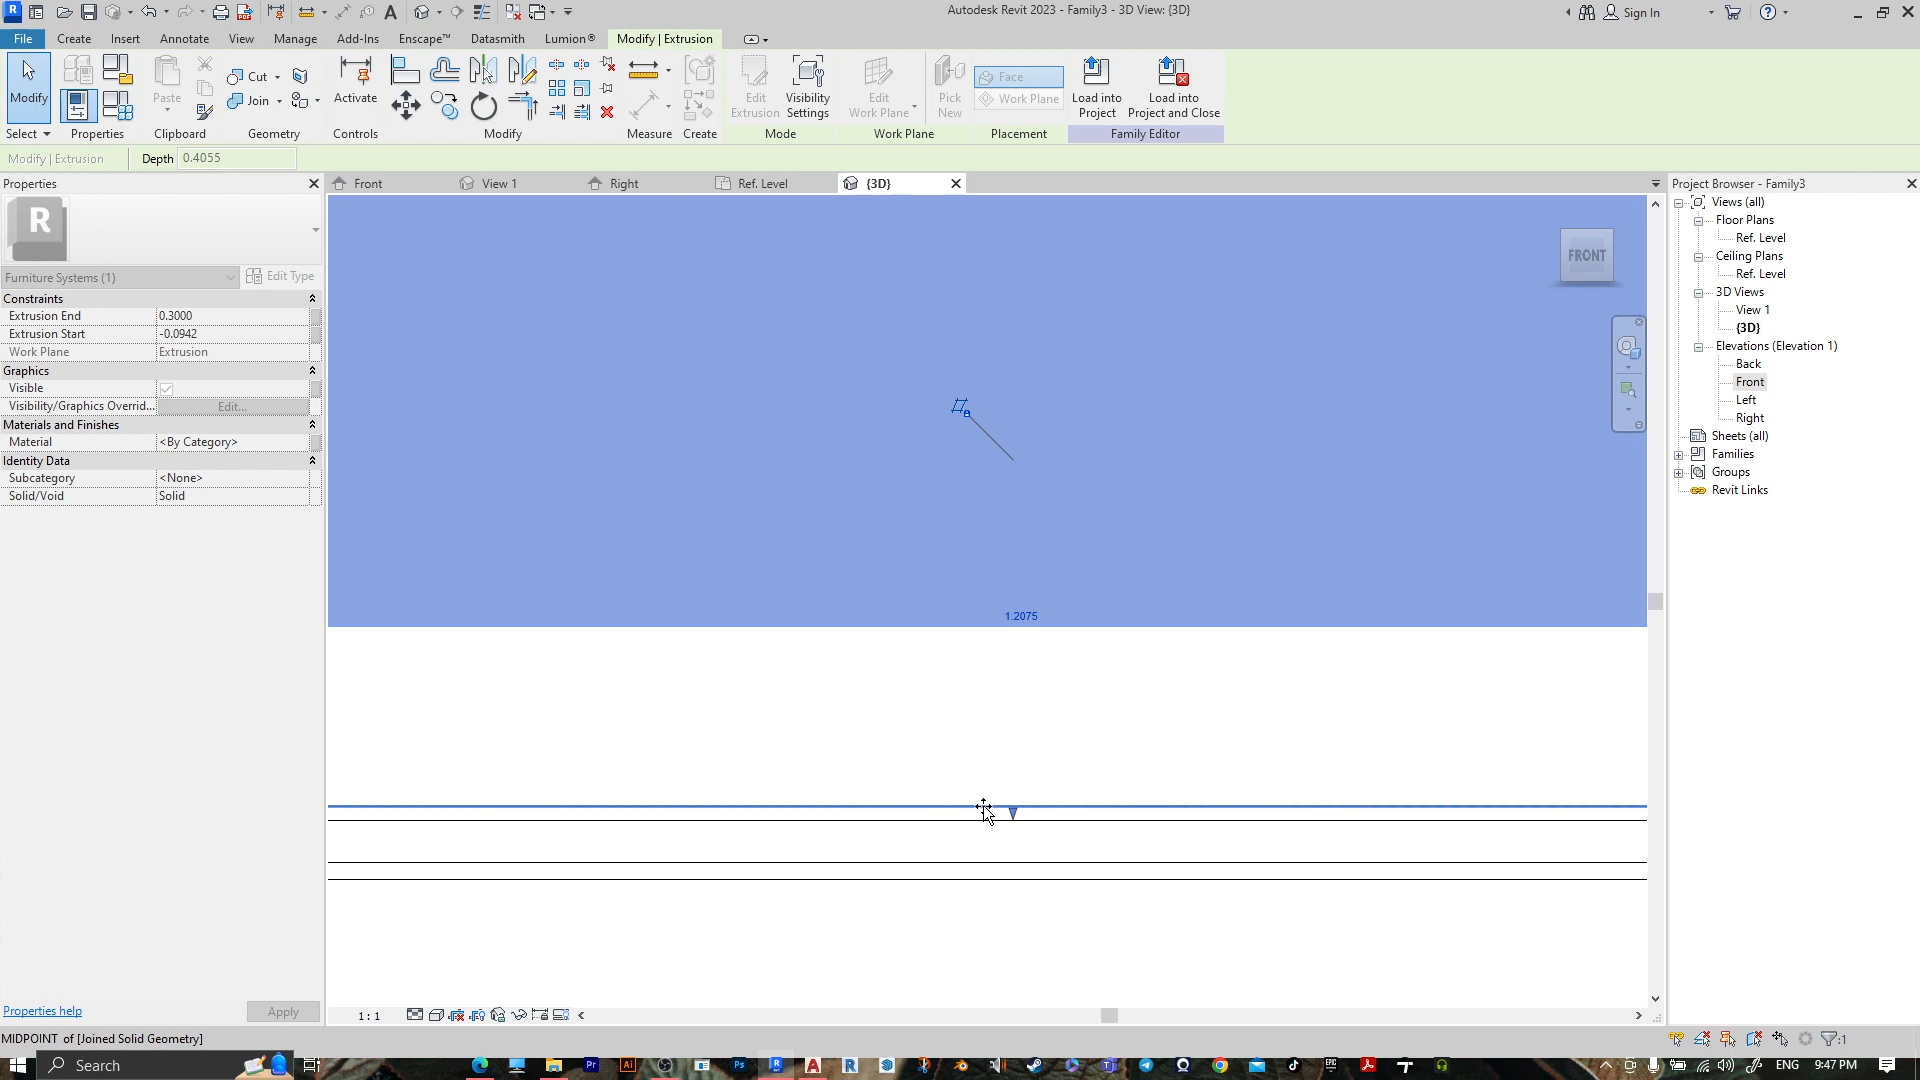 Autodesk Revit 2023 - Family3 - 3D View: {3D}
Sign In
File Create Insert Annotate View Manage Add-Ins Enscape™ Datasmith Lumion® Modify | Extrusion
Modify
Paste
Cut
Join
Activate
Edit Extrusion
Visibility Settings
Edit Work Plane
Pick New
Face
Work Plane
Load into Project
Load into Project and Close
Select Properties Clipboard Geometry Controls Modify Measure Create Mode Work Plane Placement Family Editor
Modify | Extrusion Depth 0.4055
Properties
Front View 1 Right Ref. Level {3D}
Project Browser - Family3
R
Furniture Systems (1) Edit Type
Constraints
Extrusion End 0.3000
Extrusion Start -0.0942
Work Plane Extrusion
Graphics
Visible
Visibility/Graphics Overrid... Edit...
Materials and Finishes
Material <By Category>
Identity Data
Subcategory <None>
Solid/Void Solid
FRONT
1.2075
Views (all)
Floor Plans
Ref. Level
Ceiling Plans
Ref. Level
3D Views
View 1
{3D}
Elevations (Elevation 1)
Back
Front
Left
Right
Sheets (all)
Families
Groups
Revit Links
Properties help Apply
1 : 1
MIDPOINT of [Joined Solid Geometry]
:1
Search
ENG 9:47 PM